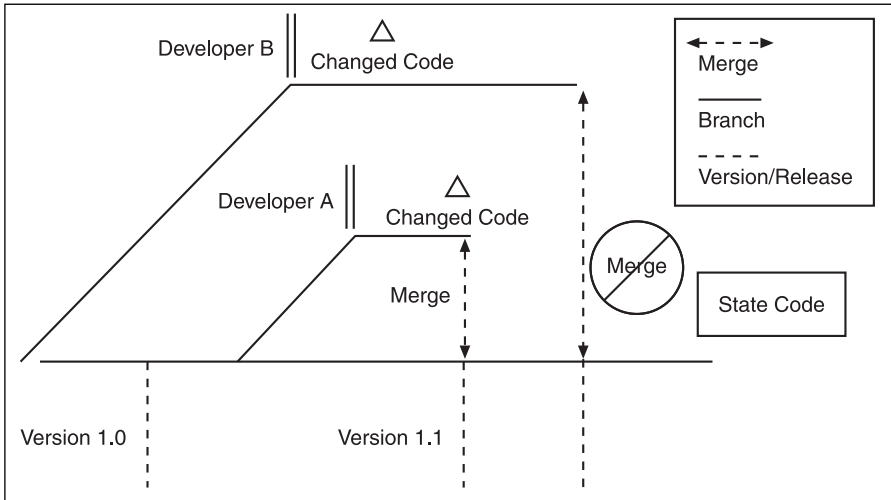 Developer B
Changed Code
Developer A
Changed Code
Merge
Merge
Version 1.0
Version 1.1
Merge
Branch
Version/Release
State Code